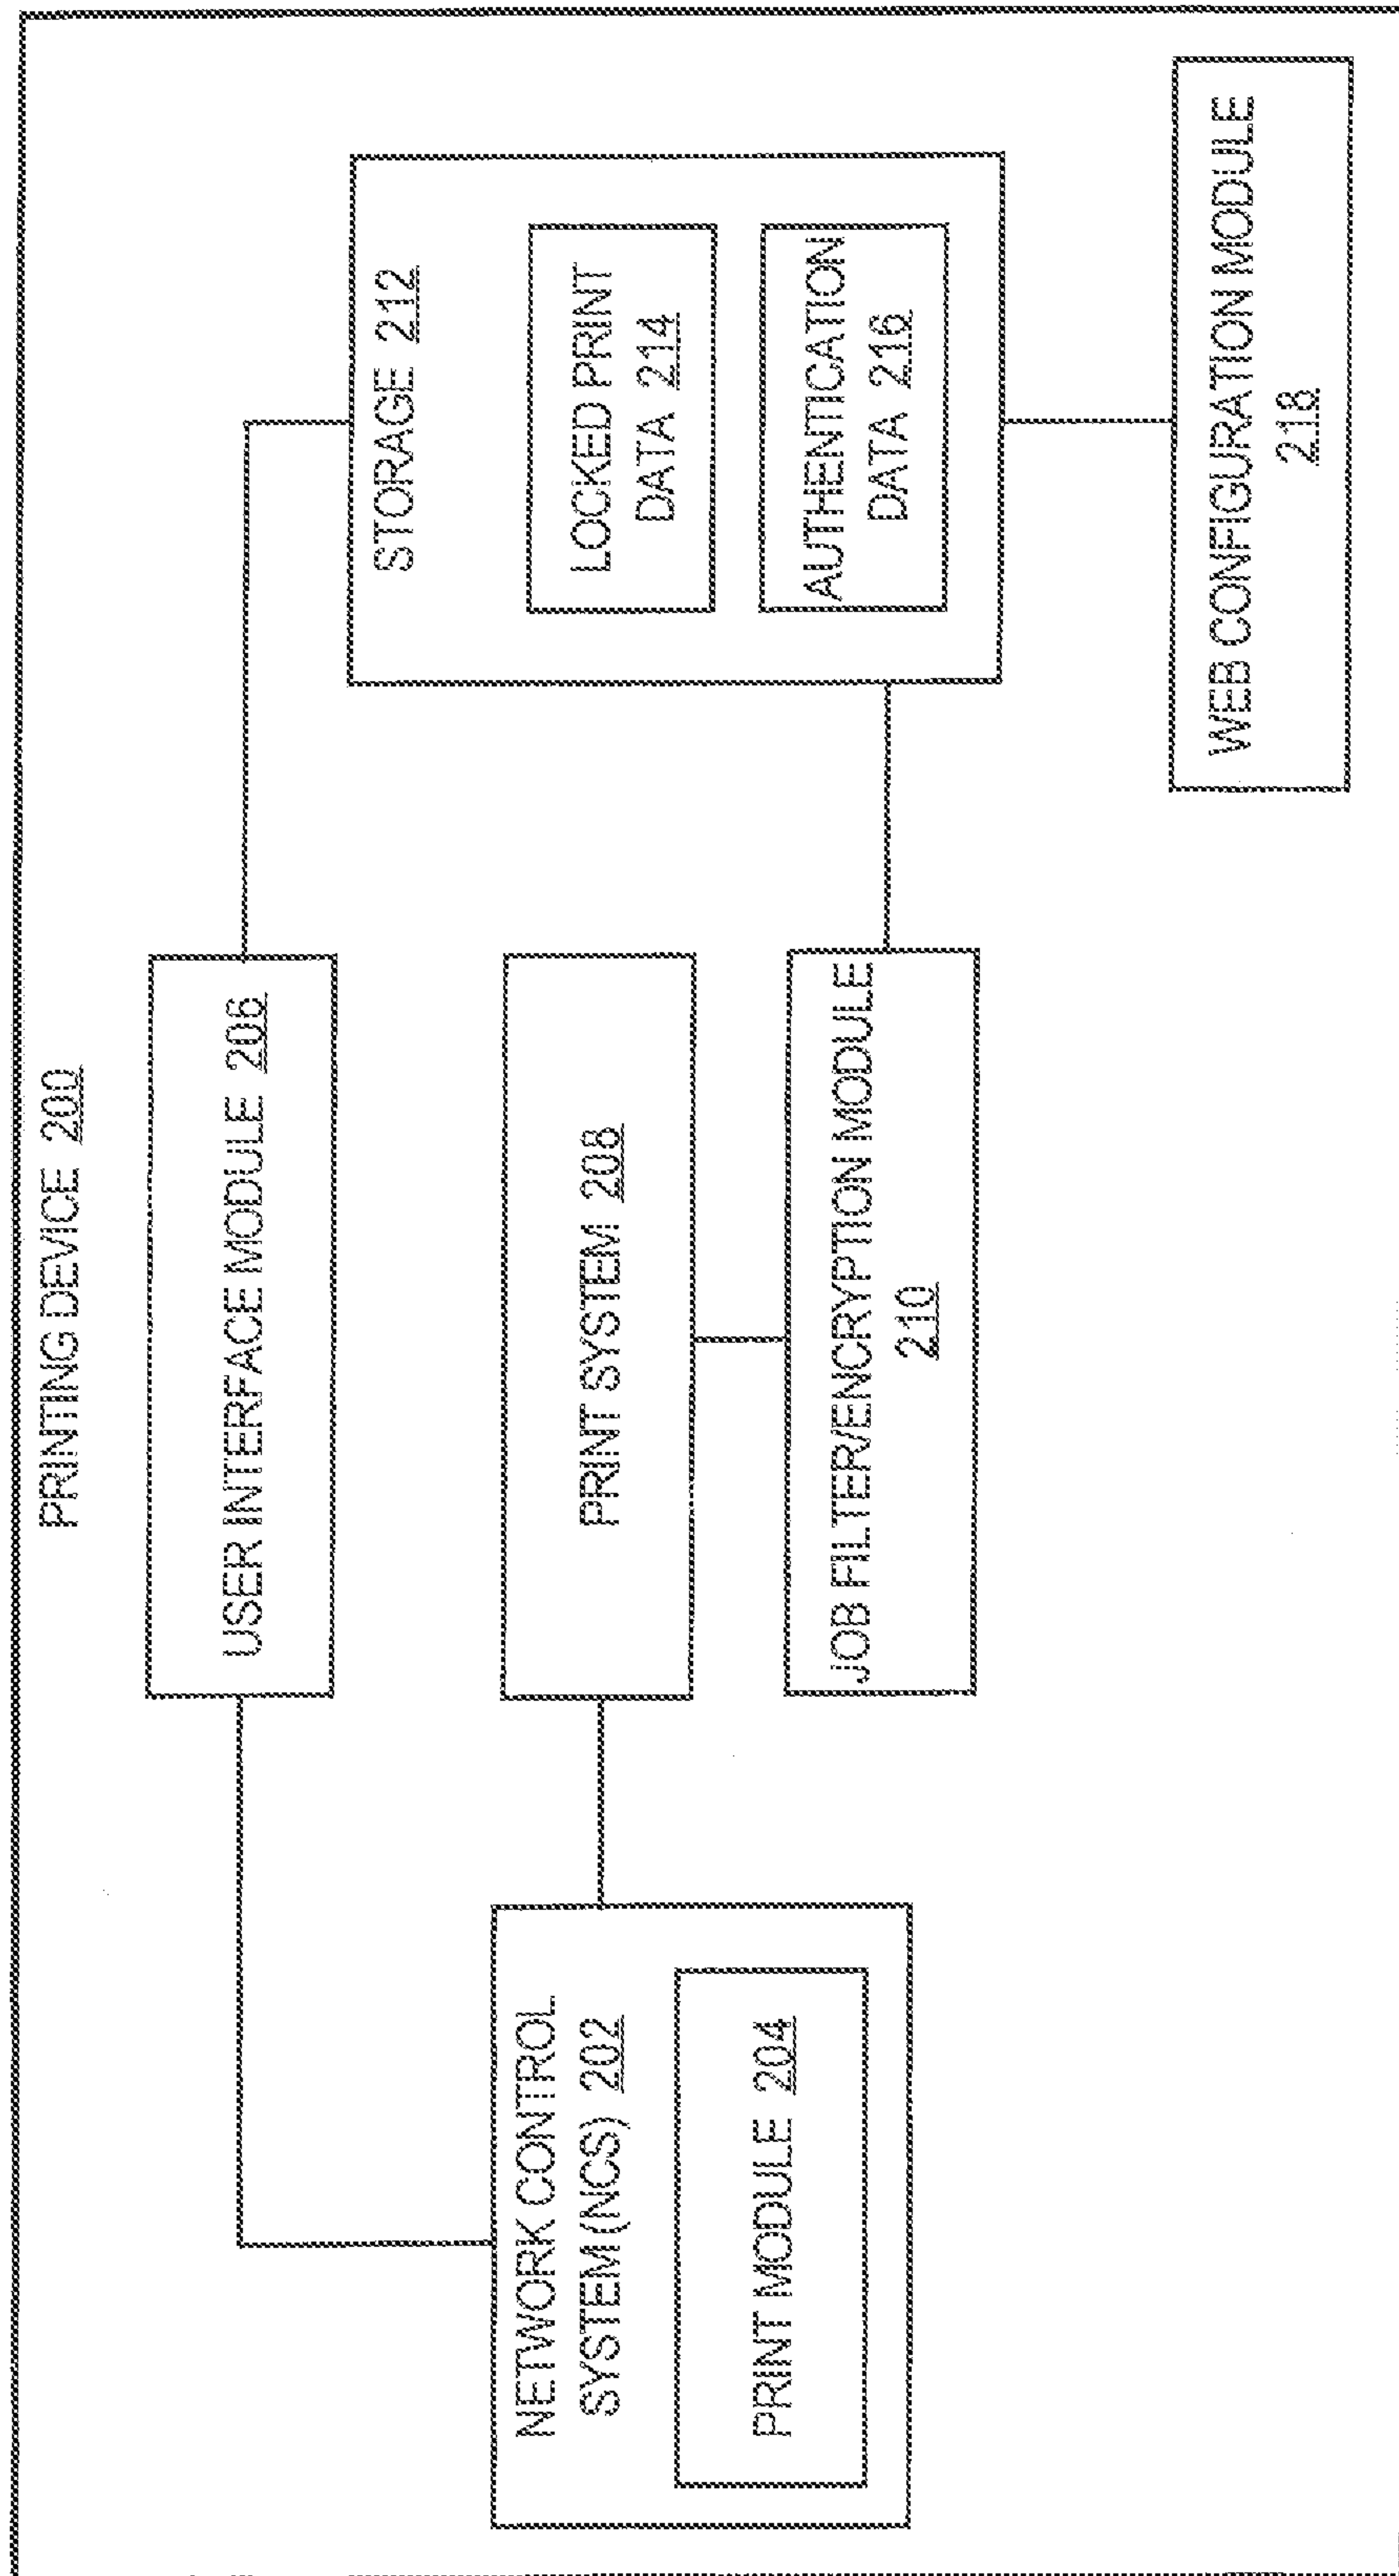 PRINTING DEVICE 200
NETWORK CONTROL
SYSTEM (NCS) 202
PRINT MODULE 204
USER INTERFACE MODULE 206
PRINT SYSTEM 208
JOB FILTER/ENCRYPTION MODULE
210
STORAGE 212
LOCKED PRINT
DATA 214
AUTHENTICATION
DATA 216
WEB CONFIGURATION MODULE
218